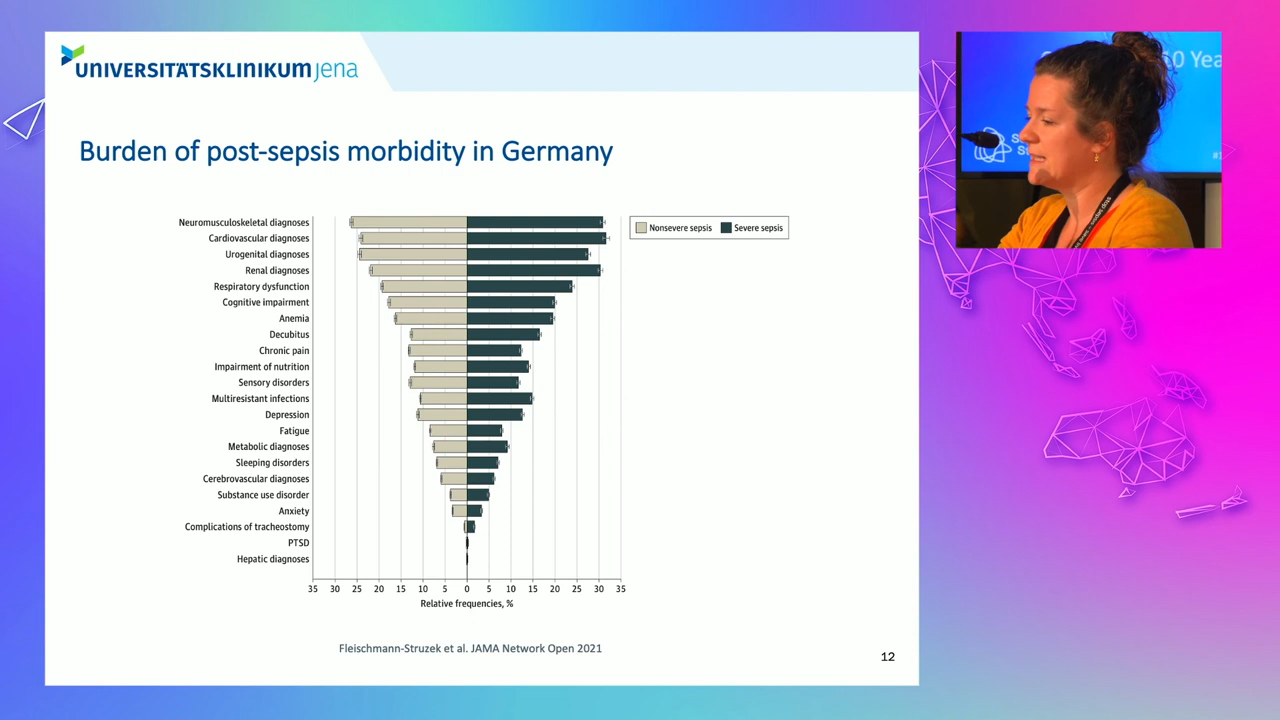 UNIVERSITÄTSKLINIKUM jena
Burden of post-sepsis morbidity in Germany
Neuromusculoskeletal diagnoses
Cardiovascular diagnoses
Urogenital diagnoses
Renal diagnoses
Respiratory dysfunction
Cognitive impairment
Anemia
Decubitus
Chronic pain
Impairment of nutrition
Sensory disorders
Multiresistant infections
Depression
Fatigue
Metabolic diagnoses
Sleeping disorders
Cerebrovascular diagnoses
Substance use disorder
Anxiety
Complications of tracheostomy
PTSD
Hepatic diagnoses
Nonsevere sepsis Severe sepsis
35 30 25 20 15 10 5 0 5 10 15 20 25 30 35
Relative frequencies, %
Fleischmann-Struzek et al. JAMA Network Open 2021
12